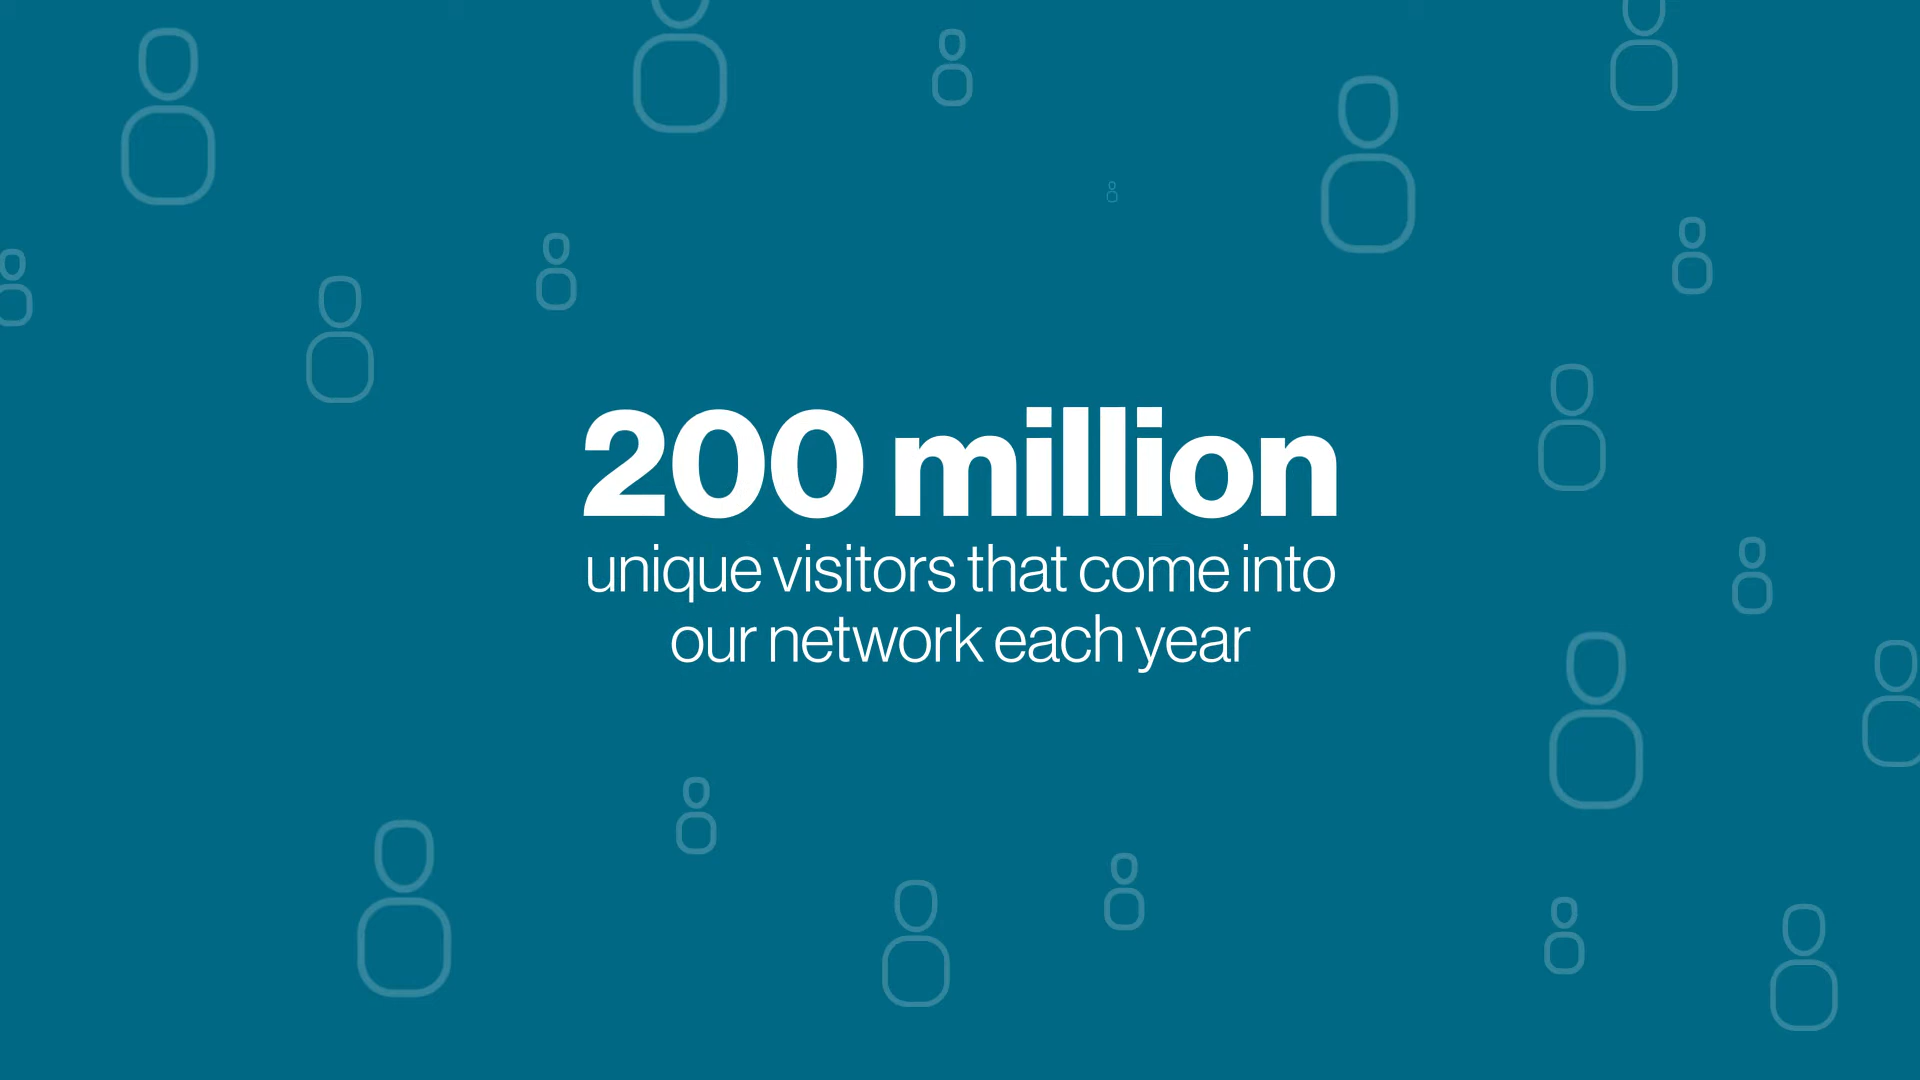 200 million
unique visitors that come into
our network each year